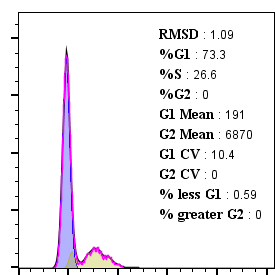 RMSD : 1.09
%G1 : 73.3
%S : 26.6
%G2 : 0
G1 Mean : 191
G2 Mean : 6870
G1 CV : 10.4
G2 CV : 0
% less G1 : 0.59
% greater G2 : 0